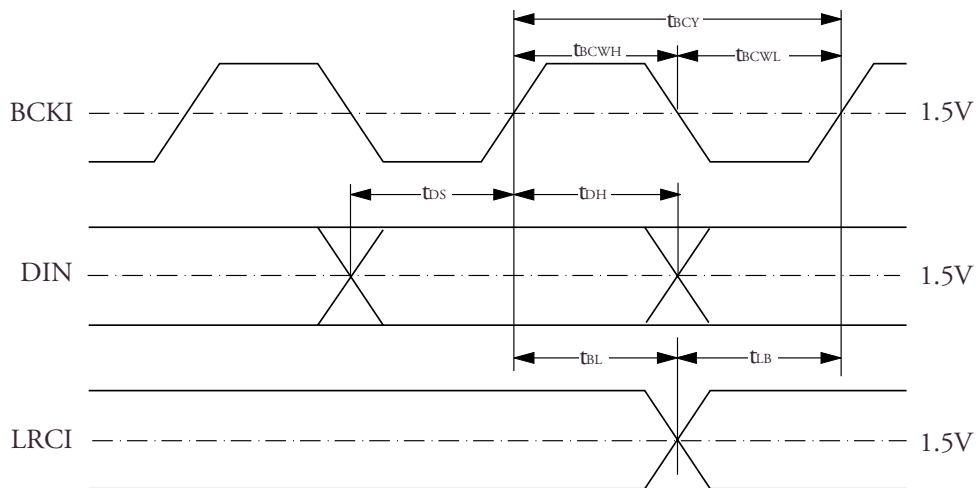 tBCY
tBCWH tBCWL
BCKI 1.5V
tDS tDH
DIN 1.5V
tBL tLB
LRCI 1.5V